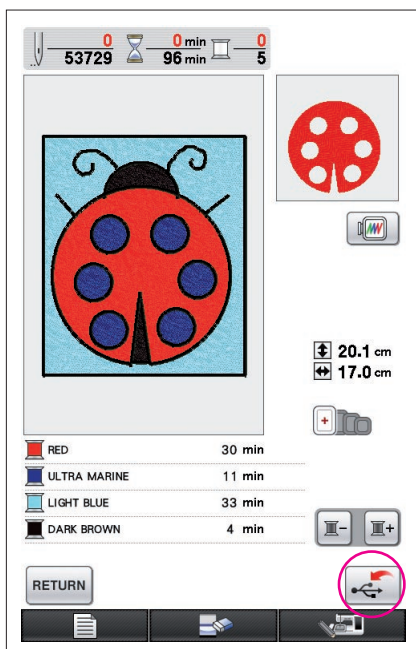 0 0 min 0
53729 96 min 5
20.1 cm
17.0 cm
RED 30 min
ULTRA MARINE 11 min
LIGHT BLUE 33 min
DARK BROWN 4 min
RETURN